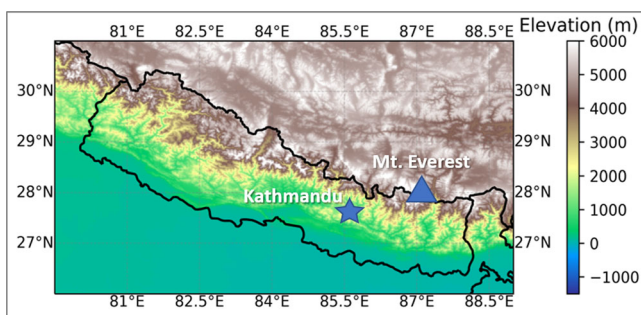 81°E 82.5°E 84°E 85.5°E 87°E 88.5°E
Elevation (m)
30°N
29°N
28°N
27°N
Mt. Everest
Kathmandu
30°N
29°N
28°N
27°N
81°E 82.5°E 84°E 85.5°E 87°E 88.5°E
6000
5000
4000
3000
2000
1000
0
−1000